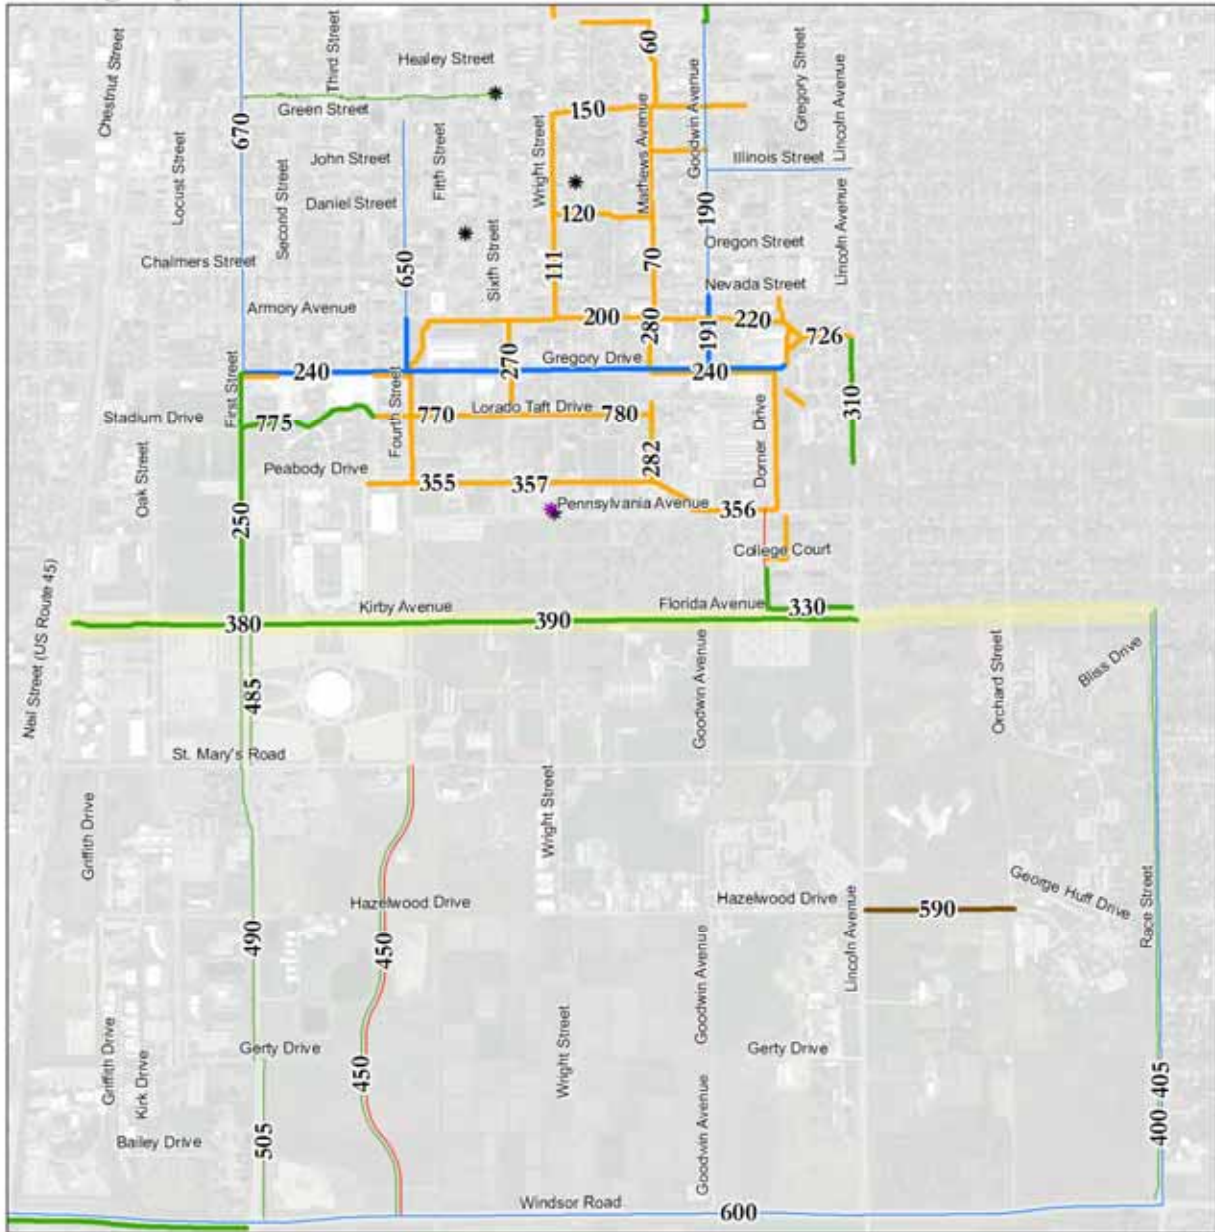 Chestnut Street
Third Street
Healey Street
60
Goodwin Avenue
Gregory Street
Lincoln Avenue
670
Green Street
150
Locust Street
Second Street
John Street
Fifth Street
Wright Street
Mathews Avenue
Illinois Street
Daniel Street
120
190
Lincoln Avenue
Chalmers Street
650
Sixth Street
111
70
Oregon Street
Nevada Street
Armory Avenue
200
280
191
220
726
First Street
240
270
Gregory Drive
240
310
Stadium Drive
775
Fourth Street
770
Lorado Taft Drive
780
Dorner Drive
Oak Street
Peabody Drive
355
357
282
250
Pennsylvania Avenue
356
College Court
Neil Street (US Route 45)
380
Kirby Avenue
390
Florida Avenue
330
485
Goodwin Avenue
Orchard Street
Bliss Drive
St. Mary's Road
Griffith Drive
Wright Street
490
Hazelwood Drive
450
Goodwin Avenue
Hazelwood Drive
Lincoln Avenue
590
George Huff Drive
Race Street
Griffith Drive
Kirk Drive
Gerty Drive
450
Wright Street
Goodwin Avenue
Gerty Drive
400
405
Bailey Drive
505
Windsor Road
600